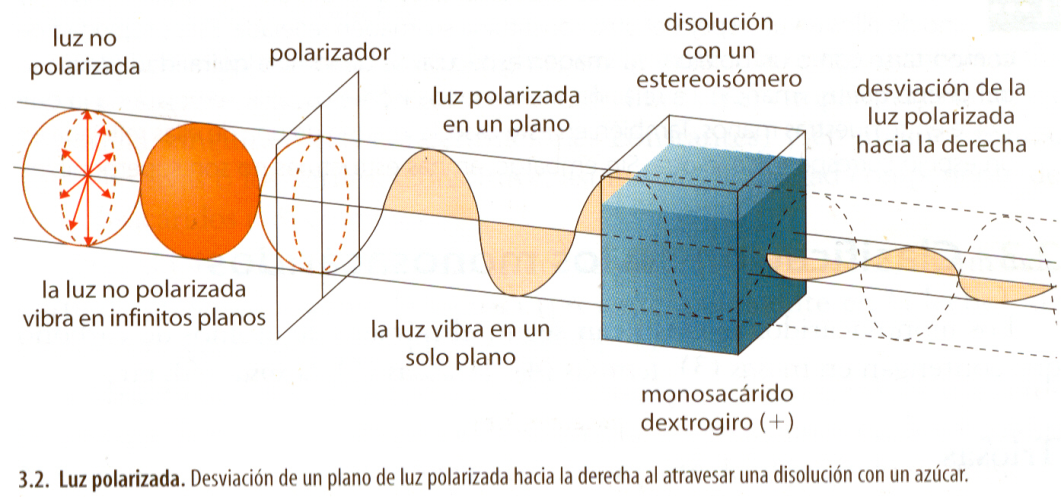 luz no
polarizada
polarizador
luz polarizada
en un plano
disolución
con un
estereoisómero
desviación de la
luz polarizada
hacia la derecha
la luz no polarizada
vibra en infinitos planos
la luz vibra en un
solo plano
monosacárido
dextrogiro (+)
3.2. Luz polarizada. Desviación de un plano de luz polarizada hacia la derecha al atravesar una disolución con un azúcar.